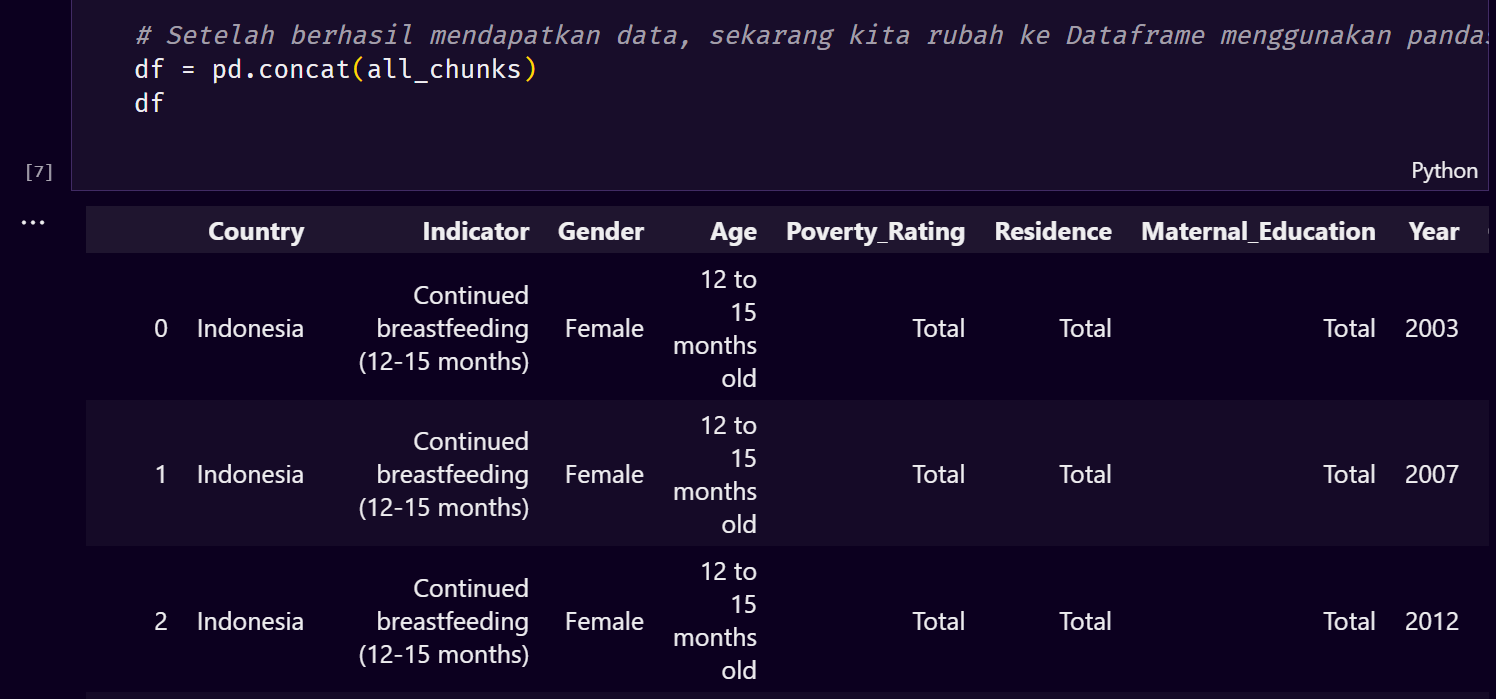 # Setelah berhasil mendapatkan data, sekarang kita rubah ke Dataframe menggunakan pandas
df = pd.concat(all_chunks)
df
[7]
Python
...
Country Indicator Gender Age Poverty_Rating Residence Maternal_Education Year
0 Indonesia Continued breastfeeding (12-15 months) Female 12 to 15 months old Total Total Total 2003
1 Indonesia Continued breastfeeding (12-15 months) Female 12 to 15 months old Total Total Total 2007
2 Indonesia Continued breastfeeding (12-15 months) Female 12 to 15 months old Total Total Total 2012